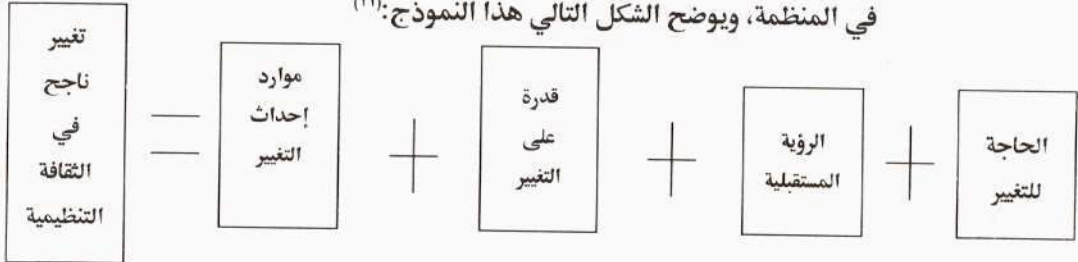 في المنظمة، ويوضح الشكل التالي هذا النموذج:
الحاجة
للتغيير
+
الرؤية
المستقبلية
+
قدرة
على
التغيير
+
موارد
إحداث
التغيير
=
تغيير
ناجح
في
الثقافة
التنظيمية